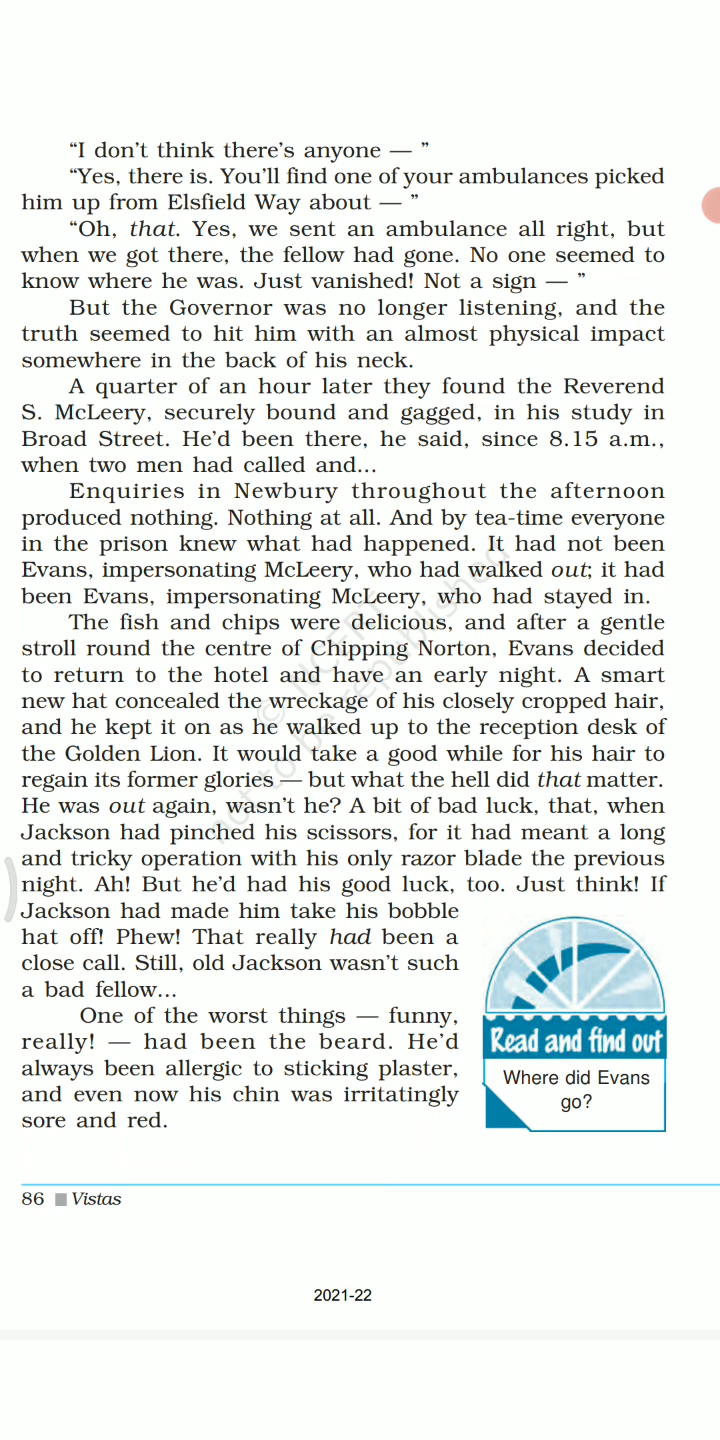 “I don’t think there’s anyone — ”
“Yes, there is. You’ll find one of your ambulances picked
him up from Elsfield Way about — ”
“Oh, that. Yes, we sent an ambulance all right, but
when we got there, the fellow had gone. No one seemed to
know where he was. Just vanished! Not a sign — ”
But the Governor was no longer listening, and the
truth seemed to hit him with an almost physical impact
somewhere in the back of his neck.
A quarter of an hour later they found the Reverend
S. McLeery, securely bound and gagged, in his study in
Broad Street. He’d been there, he said, since 8.15 a.m.,
when two men had called and...
Enquiries in Newbury throughout the afternoon
produced nothing. Nothing at all. And by tea-time everyone
in the prison knew what had happened. It had not been
Evans, impersonating McLeery, who had walked out; it had
been Evans, impersonating McLeery, who had stayed in.
The fish and chips were delicious, and after a gentle
stroll round the centre of Chipping Norton, Evans decided
to return to the hotel and have an early night. A smart
new hat concealed the wreckage of his closely cropped hair,
and he kept it on as he walked up to the reception desk of
the Golden Lion. It would take a good while for his hair to
regain its former glories — but what the hell did that matter.
He was out again, wasn’t he? A bit of bad luck, that, when
Jackson had pinched his scissors, for it had meant a long
and tricky operation with his only razor blade the previous
night. Ah! But he’d had his good luck, too. Just think! If
Jackson had made him take his bobble
hat off! Phew! That really had been a
close call. Still, old Jackson wasn’t such
a bad fellow...
One of the worst things — funny,
really! — had been the beard. He’d
always been allergic to sticking plaster,
and even now his chin was irritatingly
sore and red.
Read and find out
Where did Evans
go?
86 Vistas
2021-22
© NCERT
not to be republished